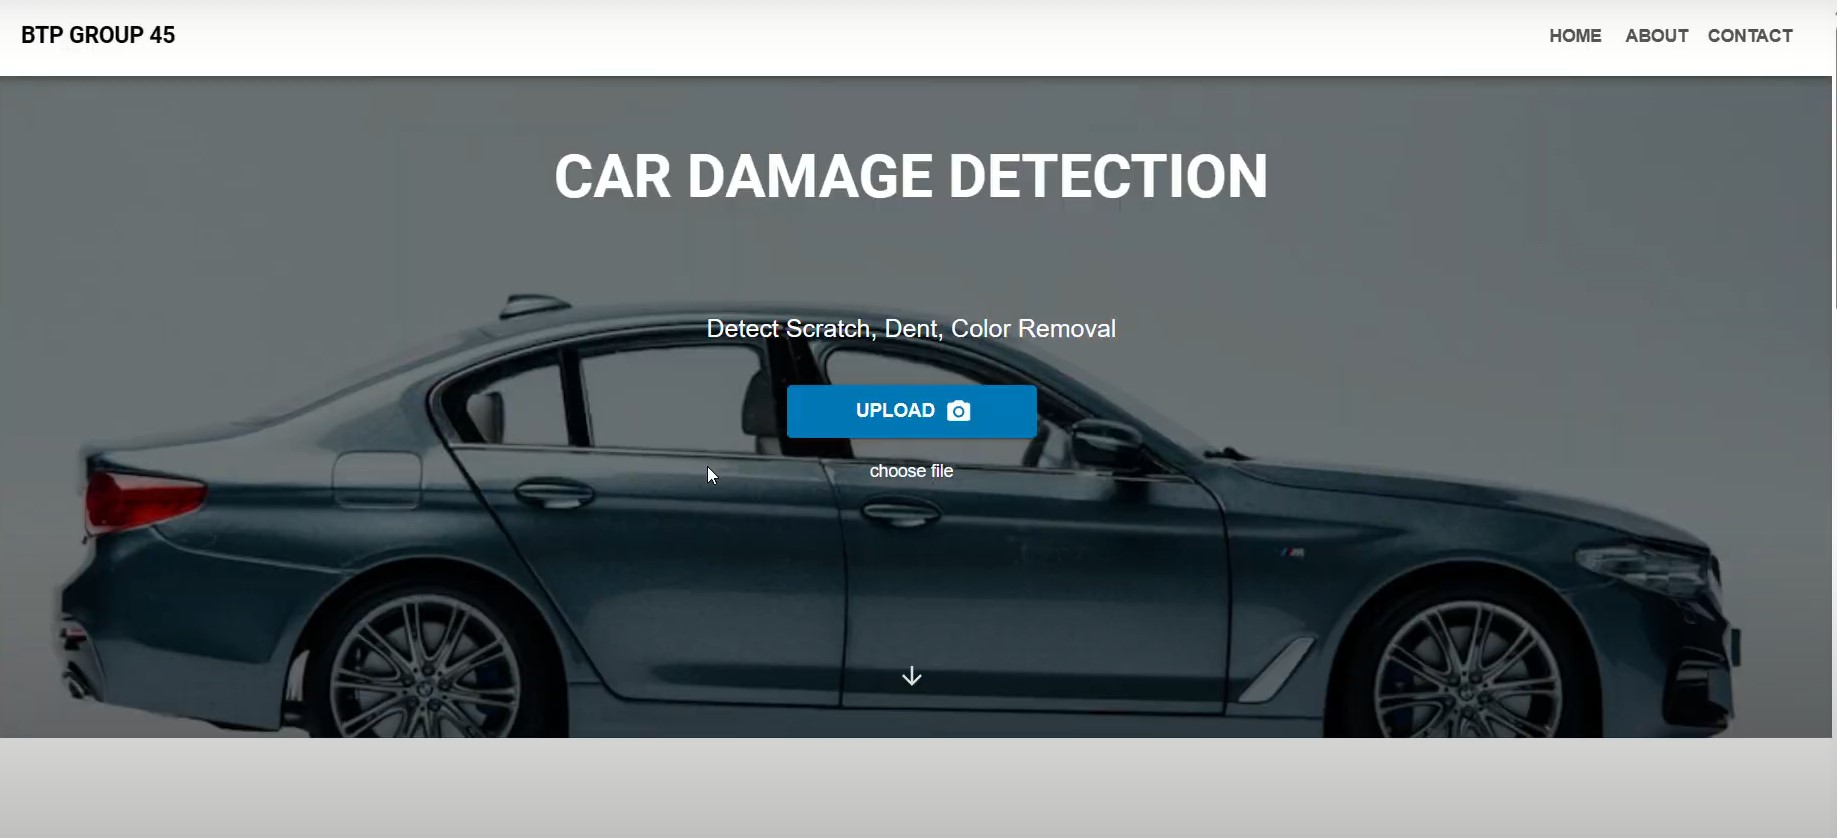 BTP GROUP 45
HOME ABOUT CONTACT
CAR DAMAGE DETECTION
Detect Scratch, Dent, Color Removal
UPLOAD
choose file